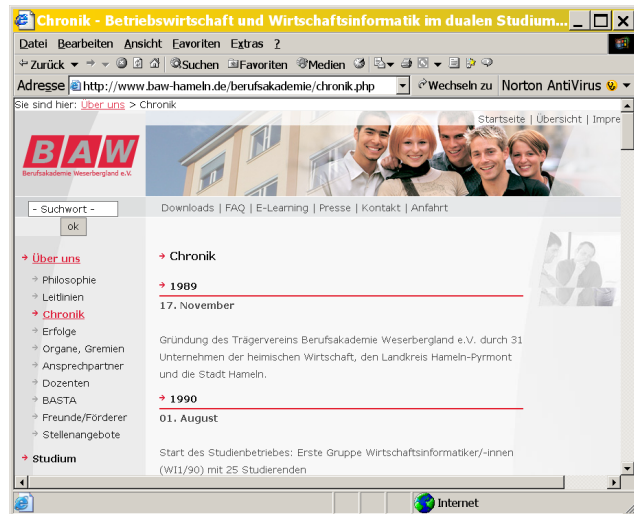 Chronik - Betriebswirtschaft und Wirtschaftsinformatik im dualen Studium...
Datei Bearbeiten Ansicht Favoriten Extras ?
Zurück Suchen Favoriten Medien
Adresse http://www.baw-hameln.de/berufsakademie/chronik.php Wechseln zu Norton AntiVirus
Sie sind hier: Über uns > Chronik
Startseite | Übersicht | Impre
BAW
Berufsakademie Weserbergland e.V.
- Suchwort -
ok
Downloads | FAQ | E-Learning | Presse | Kontakt | Anfahrt
Über uns
Philosophie
Leitlinien
Chronik
Erfolge
Organe, Gremien
Ansprechpartner
Dozenten
BASTA
Freunde/Förderer
Stellenangebote
Studium
Chronik
1989
17. November
Gründung des Trägervereins Berufsakademie Weserbergland e.V. durch 31
Unternehmen der heimischen Wirtschaft, den Landkreis Hameln-Pyrmont
und die Stadt Hameln.
1990
01. August
Start des Studienbetriebes: Erste Gruppe Wirtschaftsinformatiker/-innen
(WI1/90) mit 25 Studierenden
Internet